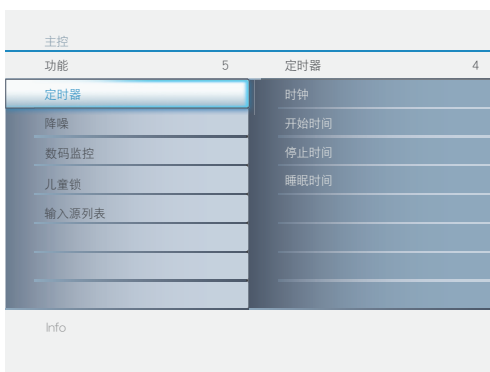 主控
功能 5 定时器 4
定时器 时钟
降噪 开始时间
数码监控 停止时间
儿童锁 睡眠时间
输入源列表
Info